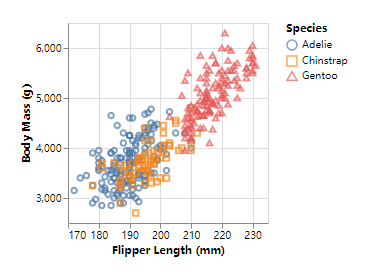 Species
Adelie
Chinstrap
Gentoo
6,000
5,000
4,000
3,000
Body Mass (g)
170 180 190 200 210 220 230
Flipper Length (mm)